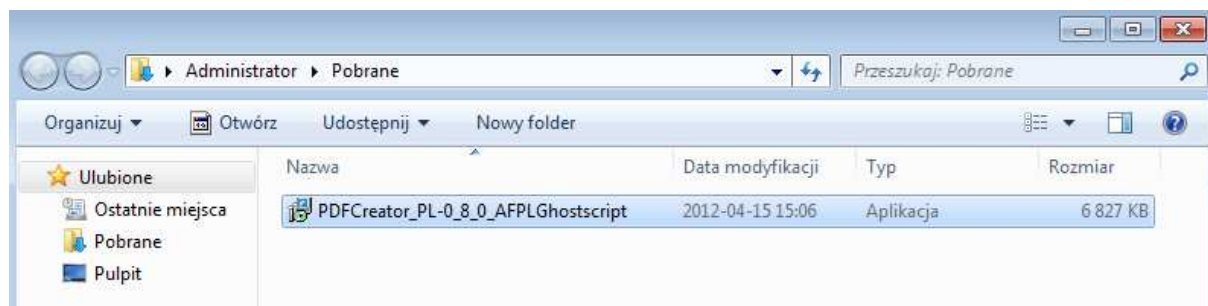 Administrator Pobrane Przeszukaj: Pobrane
Organizuj Otwórz Udostępnij Nowy folder
Nazwa Data modyfikacji Typ Rozmiar
Ulubione
Ostatnie miejsca PDFCreator_PL-0_8_0_AFPLGhostscript 2012-04-15 15:06 Aplikacja 6 827 KB
Pobrane
Pulpit